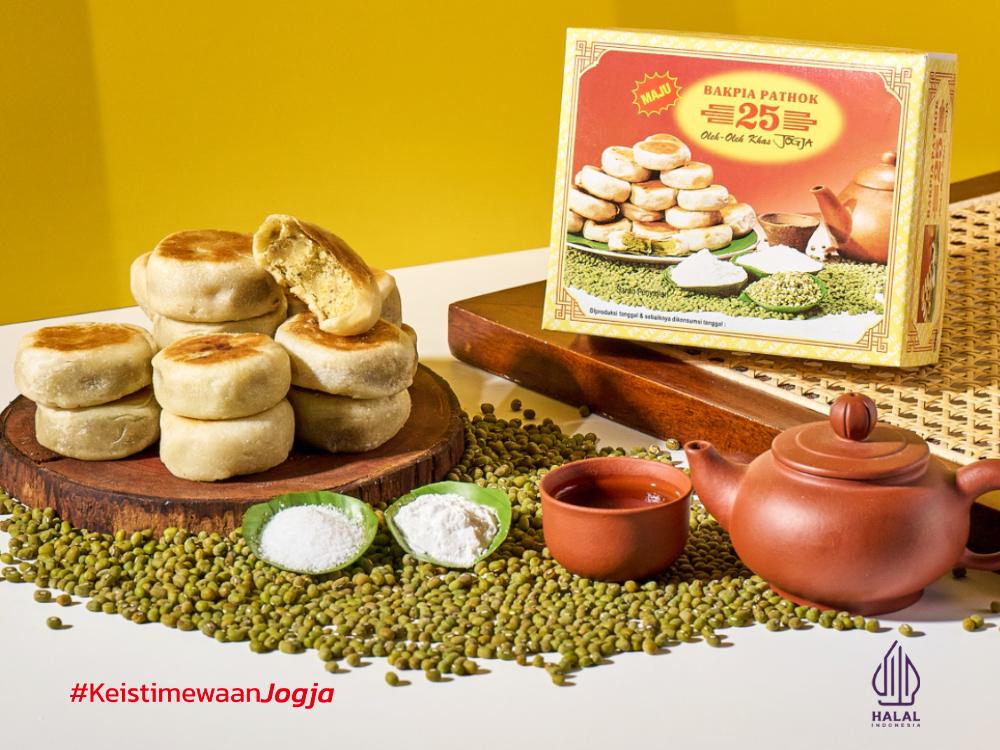 MAJU
BAKPIA PATHOK
25
Oleh-Oleh Khas JOGJA
Diproduksi tanggal & sebaiknya dikonsumsi tanggal :
#KeistimewaanJogja
HALAL
INDONESIA